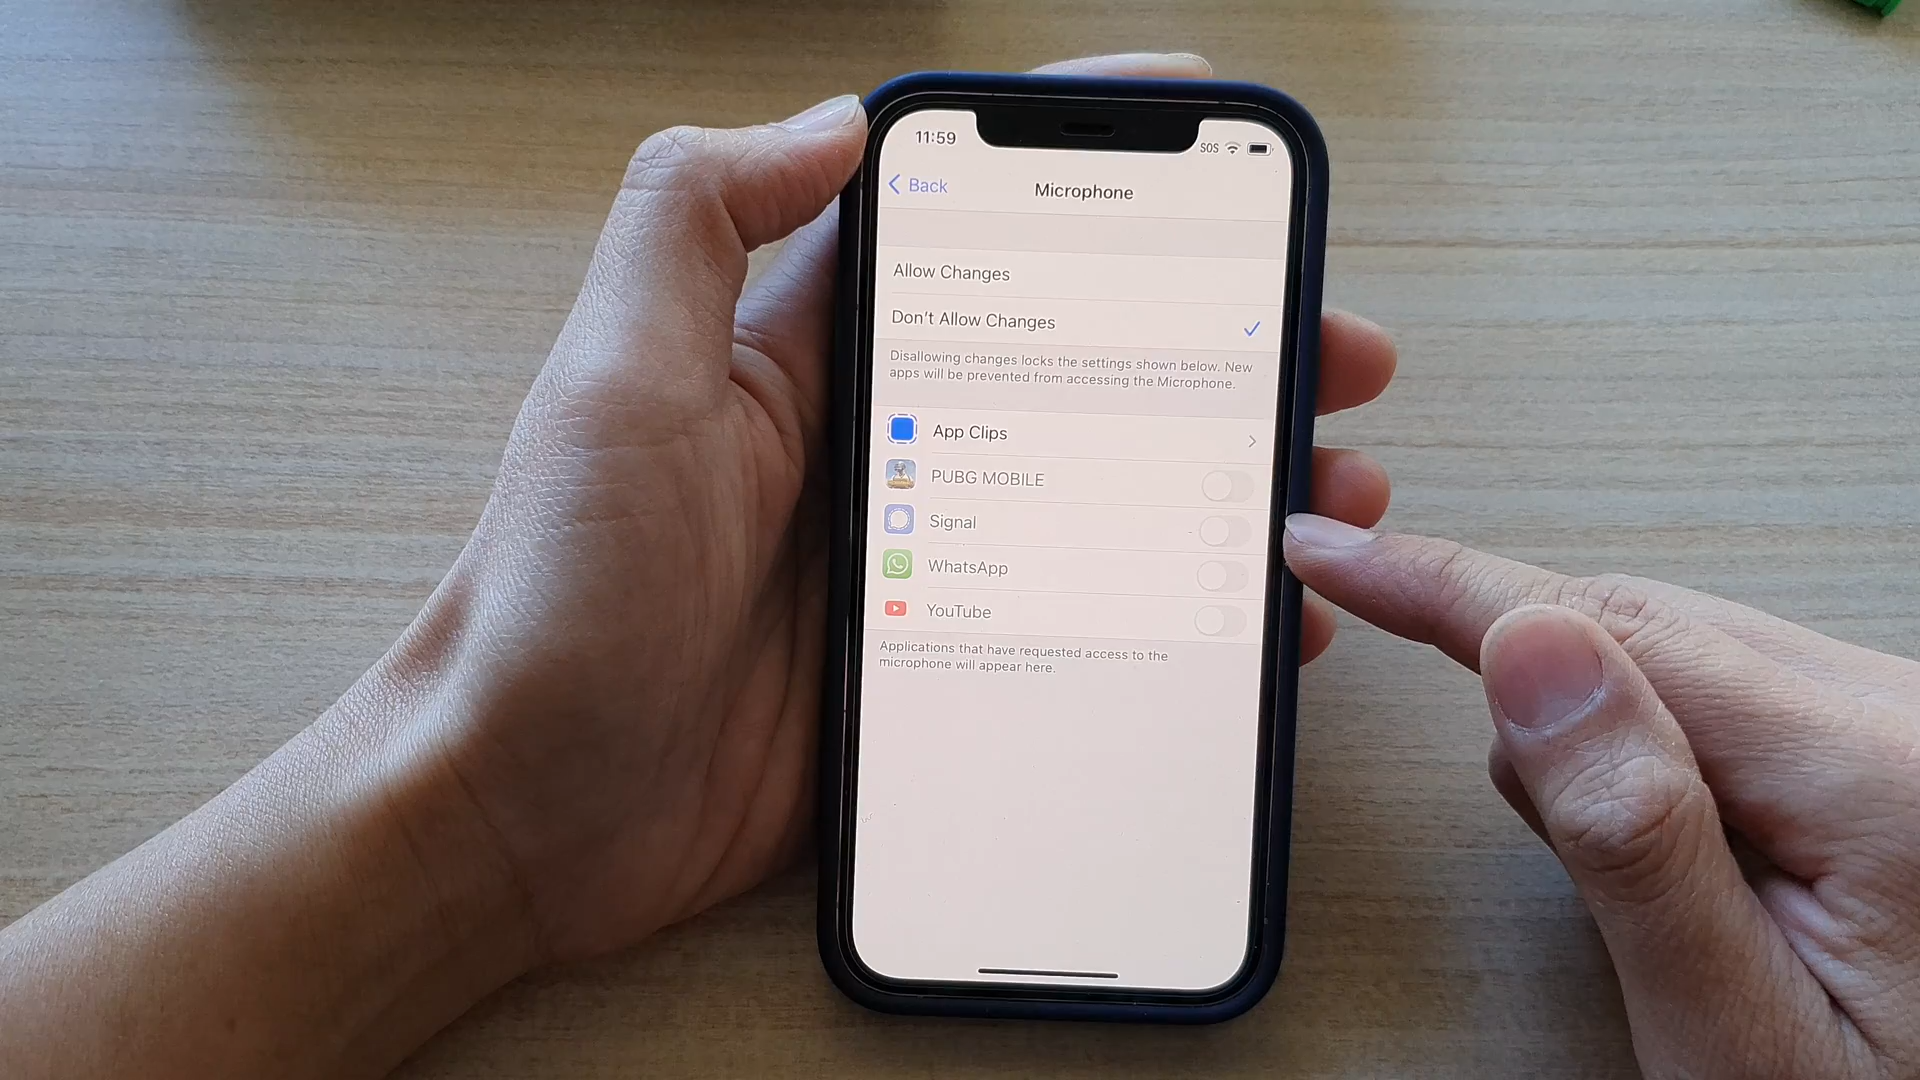 11:59
SOS
Back
Microphone
Allow Changes
Don't Allow Changes
Disallowing changes locks the settings shown below. New
apps will be prevented from accessing the Microphone.
App Clips
PUBG MOBILE
Signal
WhatsApp
YouTube
Applications that have requested access to the
microphone will appear here.